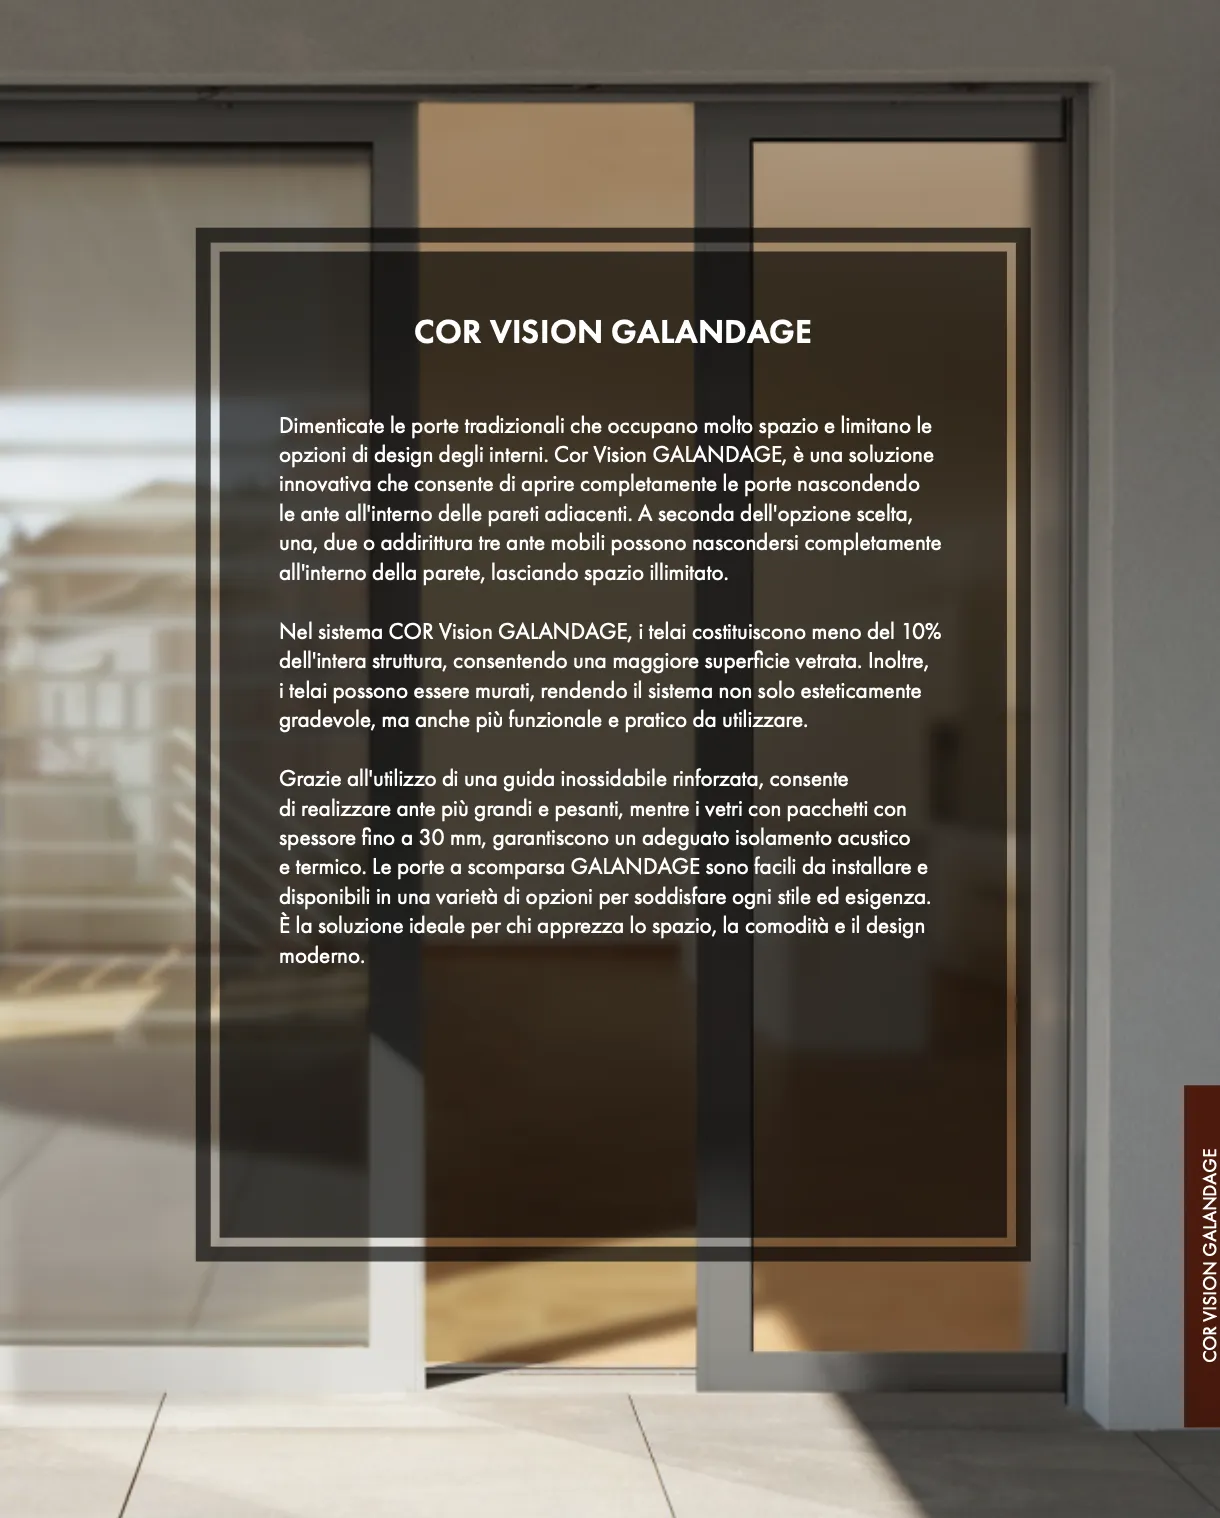 COR VISION GALANDAGE
Dimenticate le porte tradizionali che occupano molto spazio e limitano le
opzioni di design degli interni. Cor Vision GALANDAGE, è una soluzione
innovativa che consente di aprire completamente le porte nascondendo
le ante all'interno delle pareti adiacenti. A seconda dell'opzione scelta,
una, due o addirittura tre ante mobili possono nascondersi completamente
all'interno della parete, lasciando spazio illimitato.
Nel sistema COR Vision GALANDAGE, i telai costituiscono meno del 10%
dell'intera struttura, consentendo una maggiore superficie vetrata. Inoltre,
i telai possono essere murati, rendendo il sistema non solo esteticamente
gradevole, ma anche più funzionale e pratico da utilizzare.
Grazie all'utilizzo di una guida inossidabile rinforzata, consente
di realizzare ante più grandi e pesanti, mentre i vetri con pacchetti con
spessore fino a 30 mm, garantiscono un adeguato isolamento acustico
e termico. Le porte a scomparsa GALANDAGE sono facili da installare e
disponibili in una varietà di opzioni per soddisfare ogni stile ed esigenza.
È la soluzione ideale per chi apprezza lo spazio, la comodità e il design
moderno.
COR VISION GALANDAGE